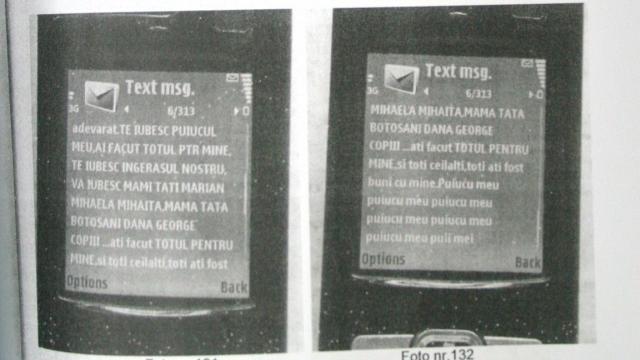 Text msg.
3G
6/313
adevarat.TE IUBESC PUIUCUL
MEU,AI FACUT TOTUL PTR MINE,
TE IUBESC INGERASUL NOSTRU,
VA IUBESC MAMI TATI MARIAN
MIHAELA MIHAITA,MAMA TATA
BOTOSANI DANA GEORGE
COPIII ...ati facut TOTUL PENTRU
MINE,si toti ceilalti,toti ati fost
Options Back
Text msg.
3G
6/313
MIHAELA MIHAITA,MAMA TATA
BOTOSANI DANA GEORGE
COPIII ...ati facut TOTUL PENTRU
MINE,si toti ceilalti,toti ati fost
buni cu mine.Puiucu meu
puiucu meu puiucu meu
puiucu meu puiucu meu
puiucu meu puii mei
Options Back
Foto nr.132